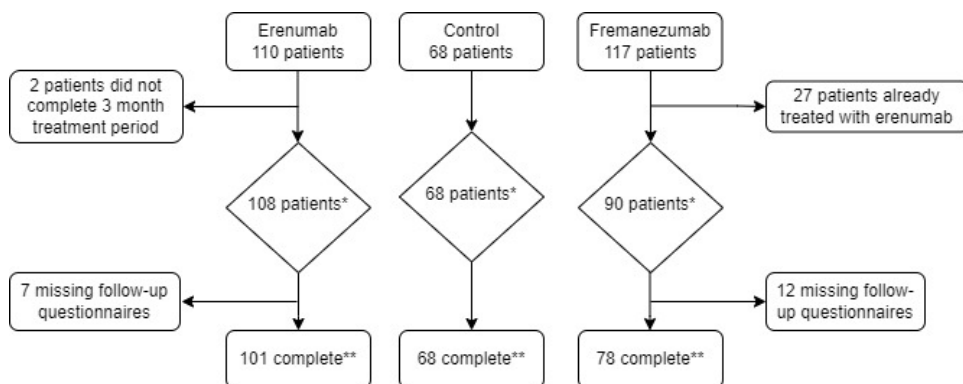 Erenumab
110 patients
Control
68 patients
Fremanezumab
117 patients
2 patients did not
complete 3 month
treatment period
27 patients already
treated with erenumab
108 patients*
68 patients*
90 patients*
7 missing follow-up
questionnaires
12 missing follow-
up questionnaires
101 complete**
68 complete**
78 complete**